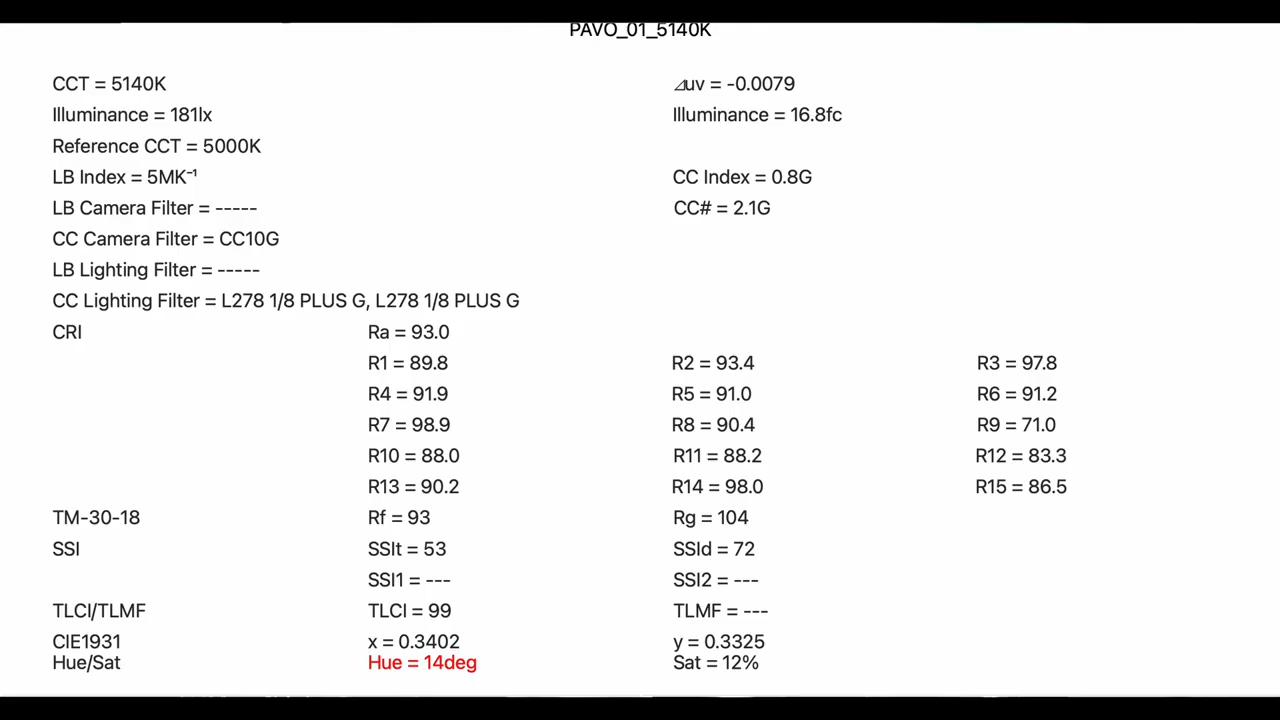 PAVO_01_5140K
CCT = 5140K ⊿uv = -0.0079
Illuminance = 181lx Illuminance = 16.8fc
Reference CCT = 5000K
LB Index = 5MK⁻¹ CC Index = 0.8G
LB Camera Filter = ----- CC# = 2.1G
CC Camera Filter = CC10G
LB Lighting Filter = -----
CC Lighting Filter = L278 1/8 PLUS G, L278 1/8 PLUS G
CRI Ra = 93.0
R1 = 89.8 R2 = 93.4 R3 = 97.8
R4 = 91.9 R5 = 91.0 R6 = 91.2
R7 = 98.9 R8 = 90.4 R9 = 71.0
R10 = 88.0 R11 = 88.2 R12 = 83.3
R13 = 90.2 R14 = 98.0 R15 = 86.5
TM-30-18 Rf = 93 Rg = 104
SSI SSIt = 53 SSId = 72
SSI1 = --- SSI2 = ---
TLCI/TLMF TLCI = 99 TLMF = ---
CIE1931 x = 0.3402 y = 0.3325
Hue/Sat Hue = 14deg Sat = 12%